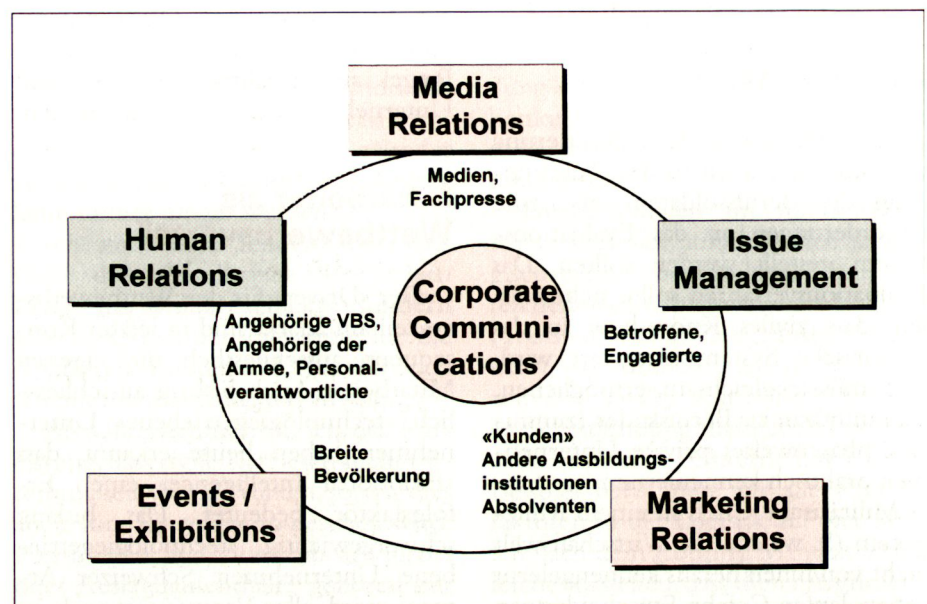 Media
Relations
Medien,
Fachpresse
Human
Relations
Issue
Management
Corporate
Communi-
cations
Angehörige VBS,
Angehörige der
Armee, Personal-
verantwortliche
Betroffene,
Engagierte
«Kunden»
Andere Ausbildungs-
institutionen
Absolventen
Breite
Bevölkerung
Events /
Exhibitions
Marketing
Relations